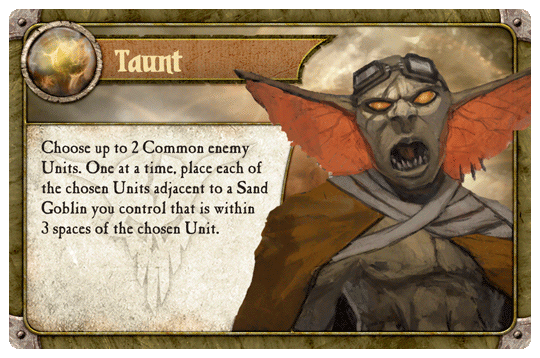 Taunt
Choose up to 2 Common enemy
Units. One at a time, place each of
the chosen Units adjacent to a Sand
Goblin you control that is within
3 spaces of the chosen Unit.